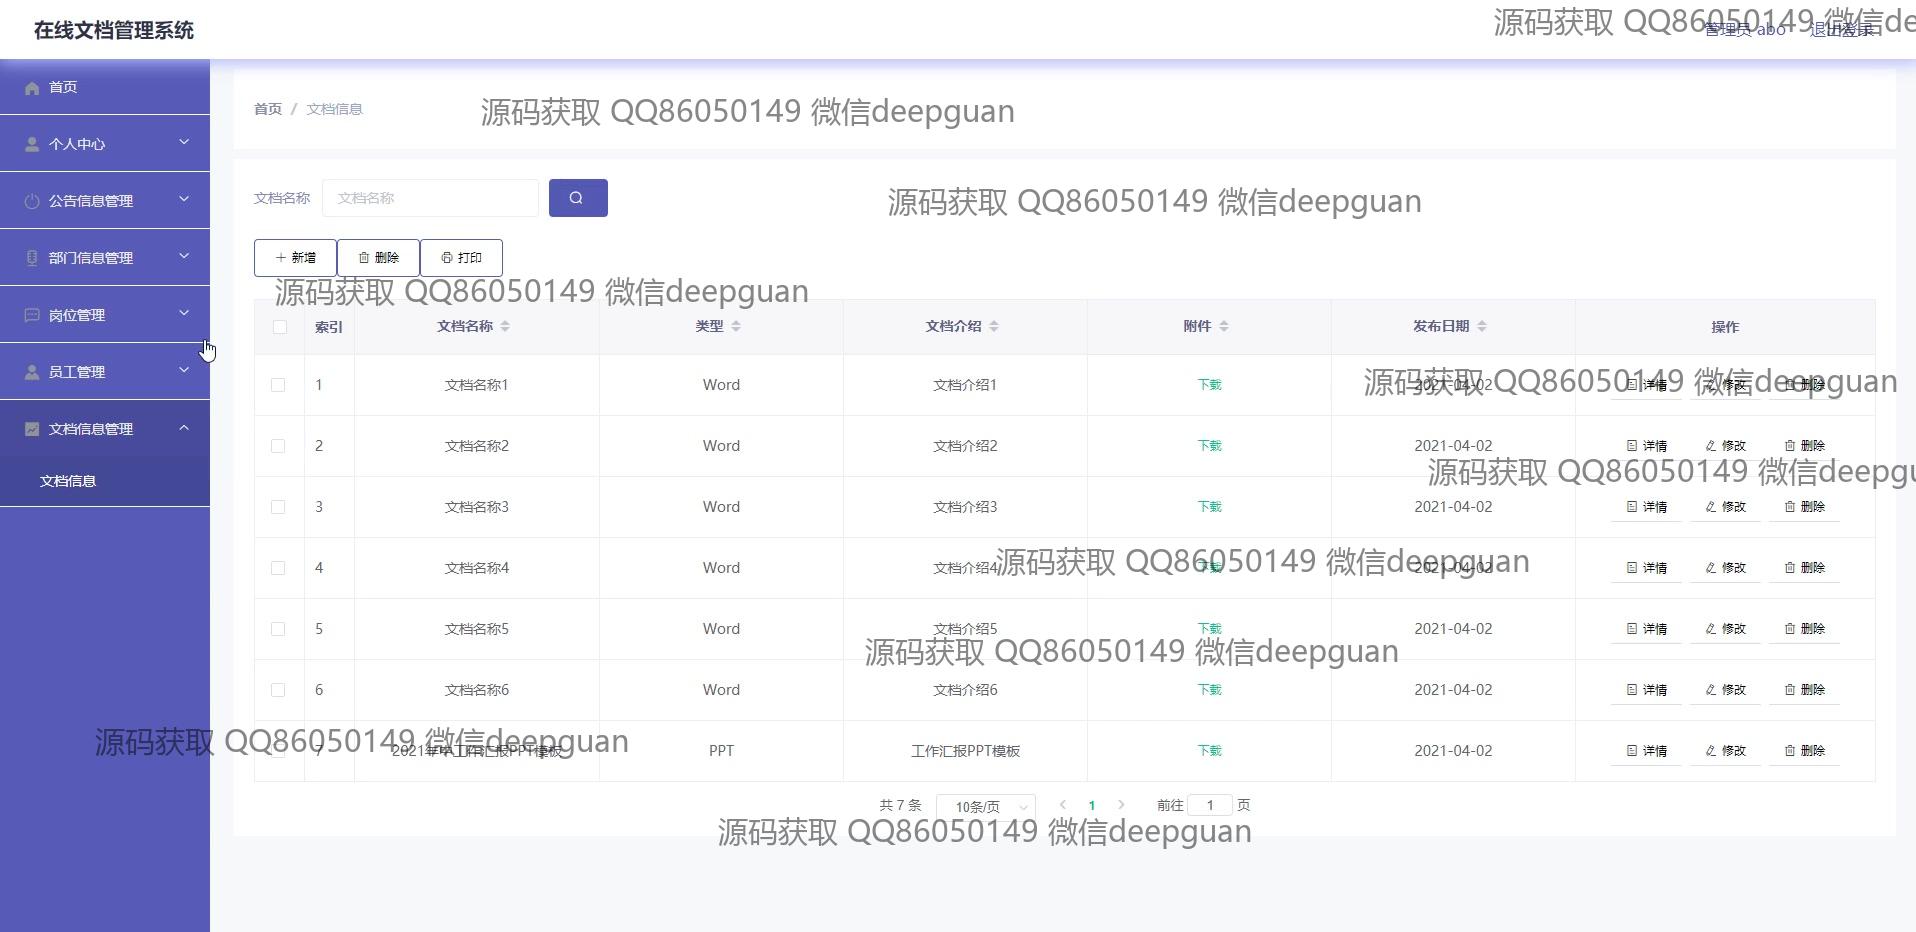 在线文档管理系统
源码获取 QQ86050149 微信de
管理员 abo 退出登录
首页
个人中心
公告信息管理
部门信息管理
岗位管理
员工管理
文档信息管理
文档信息
首页 / 文档信息
源码获取 QQ86050149 微信deepguan
文档名称 文档名称
源码获取 QQ86050149 微信deepguan
新增 删除 打印
源码获取 QQ86050149 微信deepguan
索引 文档名称 类型 文档介绍 附件 发布日期 操作
1 文档名称1 Word 文档介绍1 下载 2021-04-02 详情 修改 删除
源码获取 QQ86050149 微信deepguan
2 文档名称2 Word 文档介绍2 下载 2021-04-02 详情 修改 删除
源码获取 QQ86050149 微信deepgu
3 文档名称3 Word 文档介绍3 下载 2021-04-02 详情 修改 删除
4 文档名称4 Word 文档介绍4 下载 2021-04-02 详情 修改 删除
源码获取 QQ86050149 微信deepguan
5 文档名称5 Word 文档介绍5 下载 2021-04-02 详情 修改 删除
源码获取 QQ86050149 微信deepguan
6 文档名称6 Word 文档介绍6 下载 2021-04-02 详情 修改 删除
源码获取 QQ86050149 微信deepguan
7 2021年中工作汇报PPT模板 PPT 工作汇报PPT模板 下载 2021-04-02 详情 修改 删除
共 7 条 10条/页 1 前往 1 页
源码获取 QQ86050149 微信deepguan